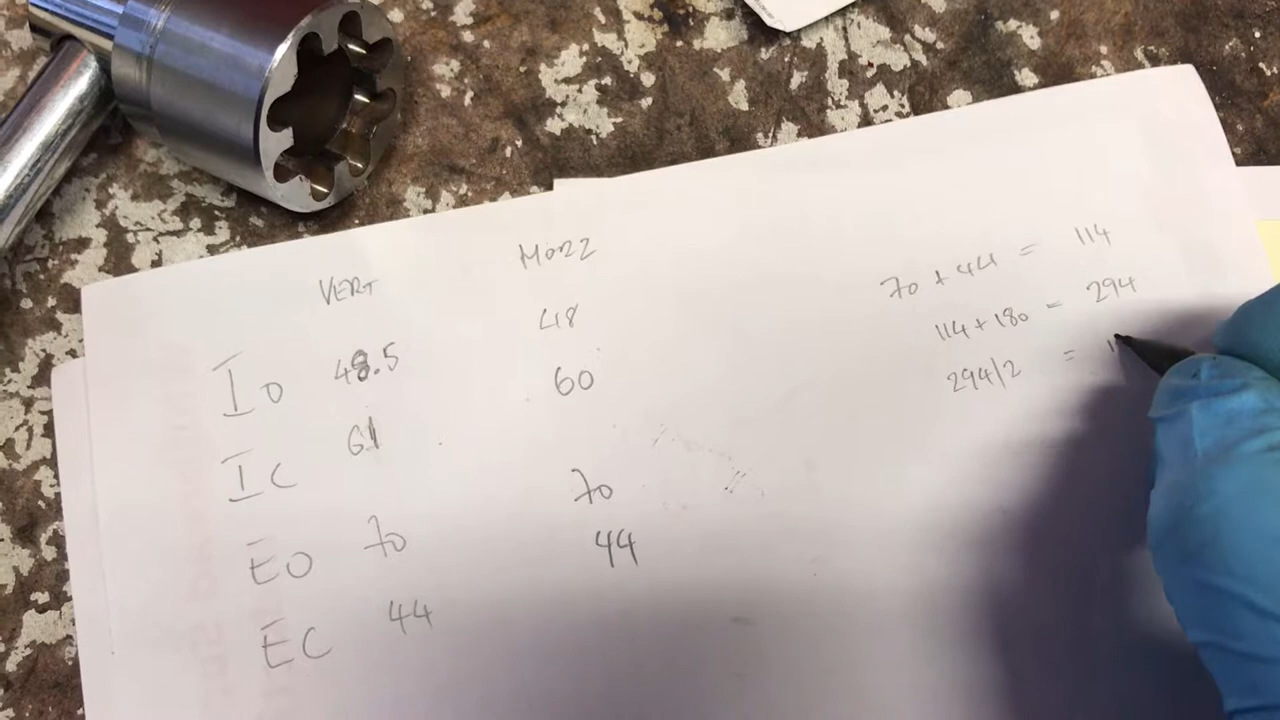 VERT HORZ
IO 48.5 48
IC 61 60
EO 70 70
EC 44 44
70 + 44 = 114
114 + 180 = 294
294/2 = 1